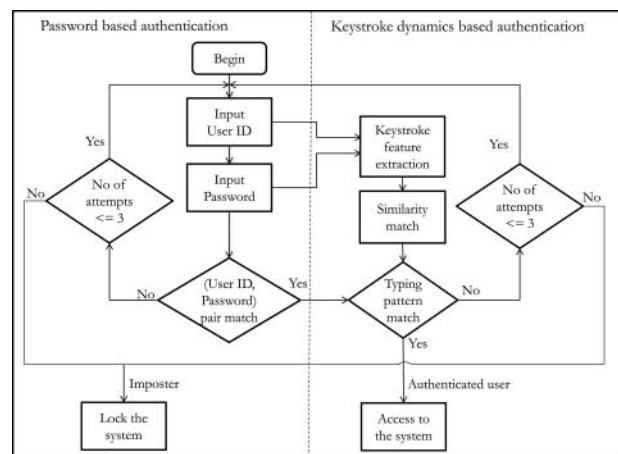 Password based authentication
Keystroke dynamics based authentication
Begin
Input
User ID
Keystroke
feature
extraction
Yes
Yes
Input
Password
No
No of
attempts
<= 3
Similarity
match
No of
attempts
<= 3
No
No
(User ID,
Password)
pair match
Yes
Typing
pattern
match
No
Yes
Imposter
Authenticated user
Lock the
system
Access to
the system